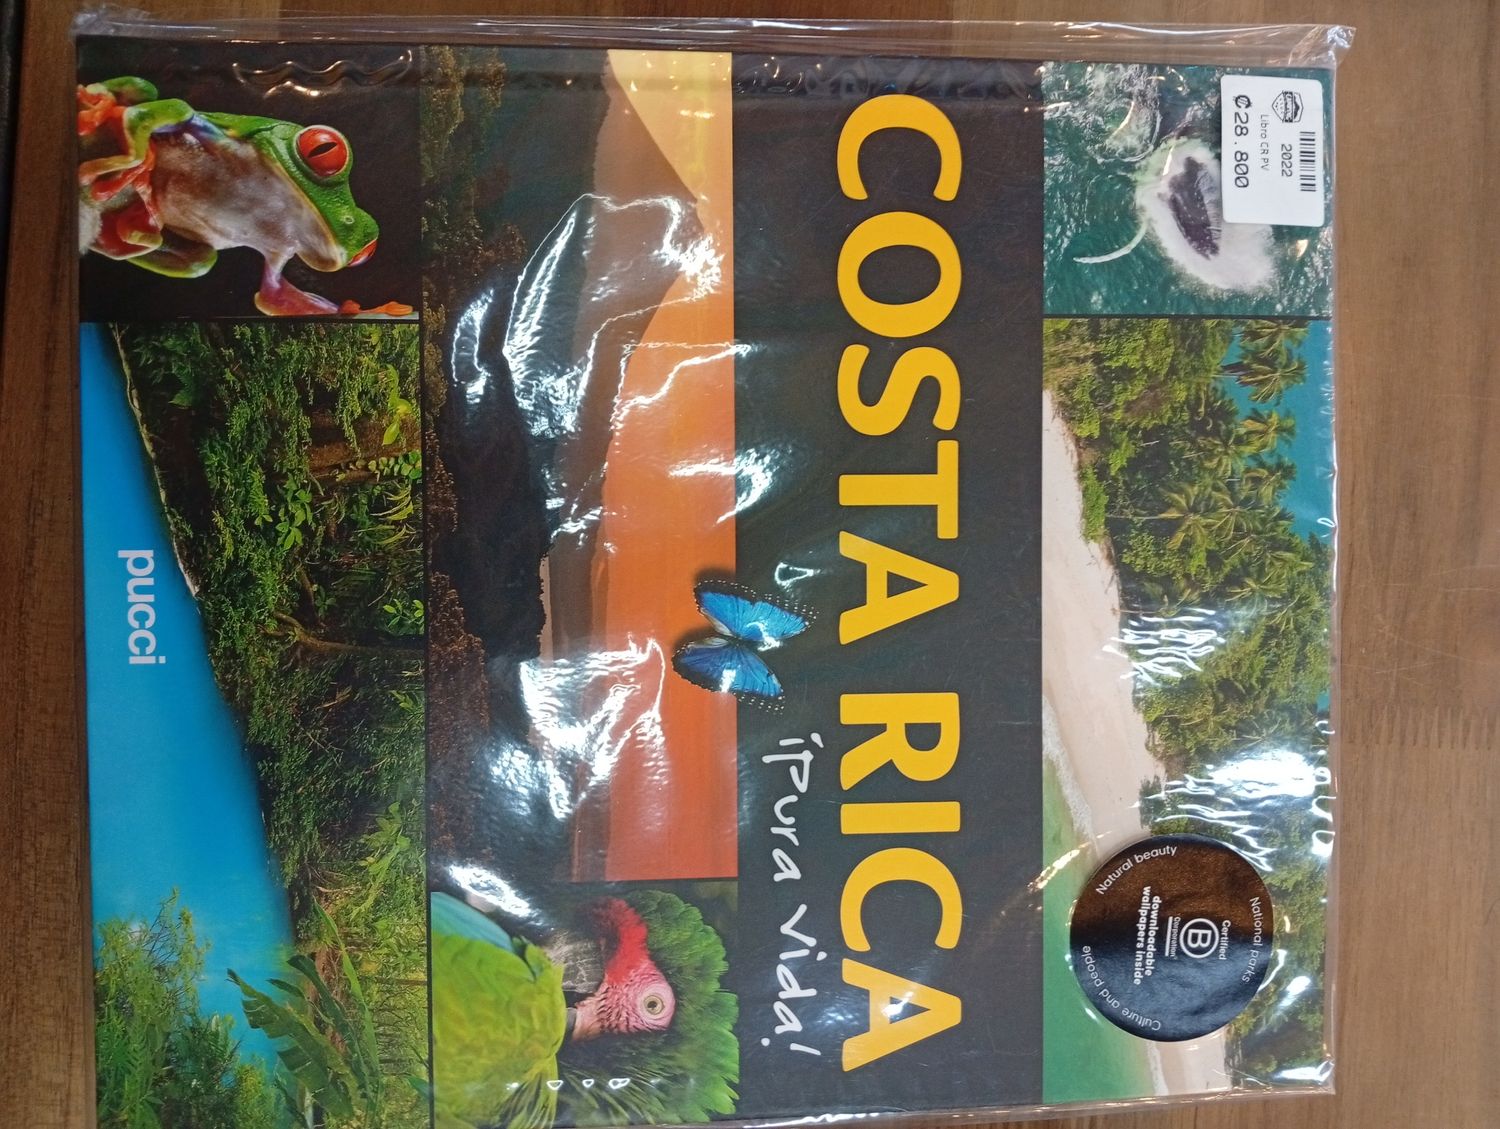 2022
Libro CR PV
₡28.800
COSTA RICA
¡Pura vida!
Natural beauty
National parks
Culture and people
Certified
B
Corporation
downloadable
wallpapers inside
pucci